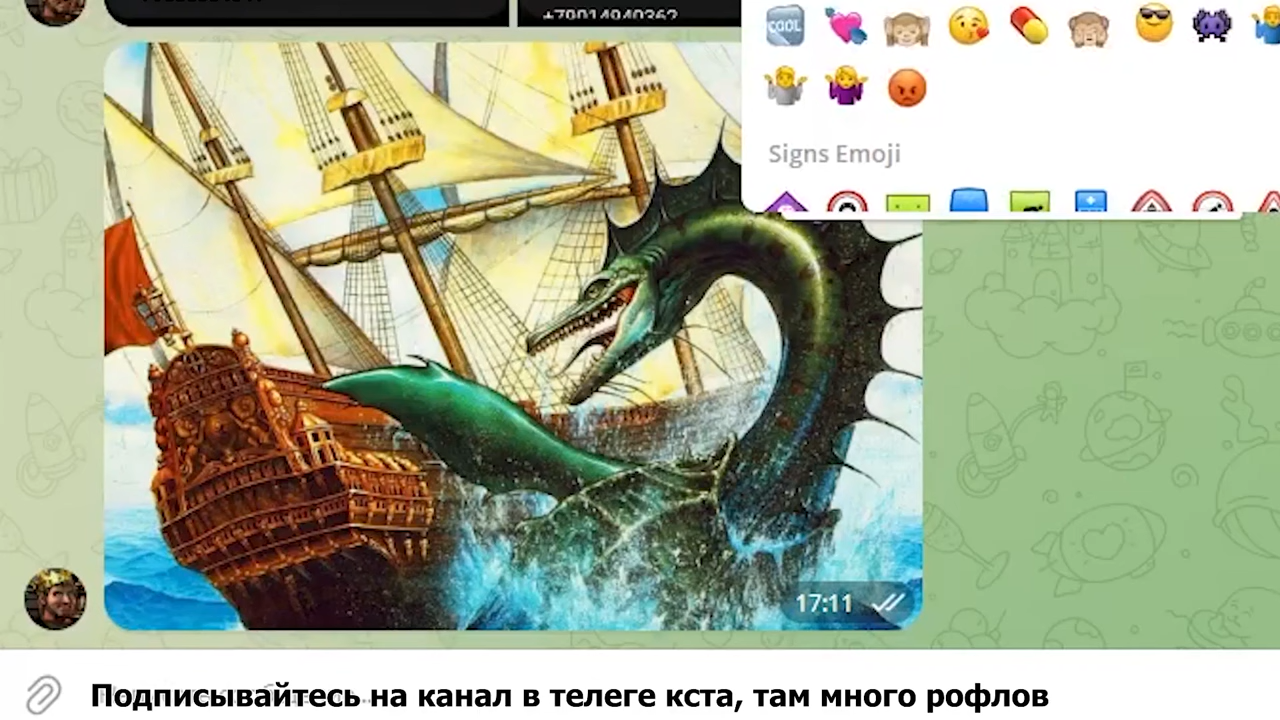 +79014940362
COOL
Signs Emoji
17:11
Подписывайтесь на канал в телеге кста, там много рофлов